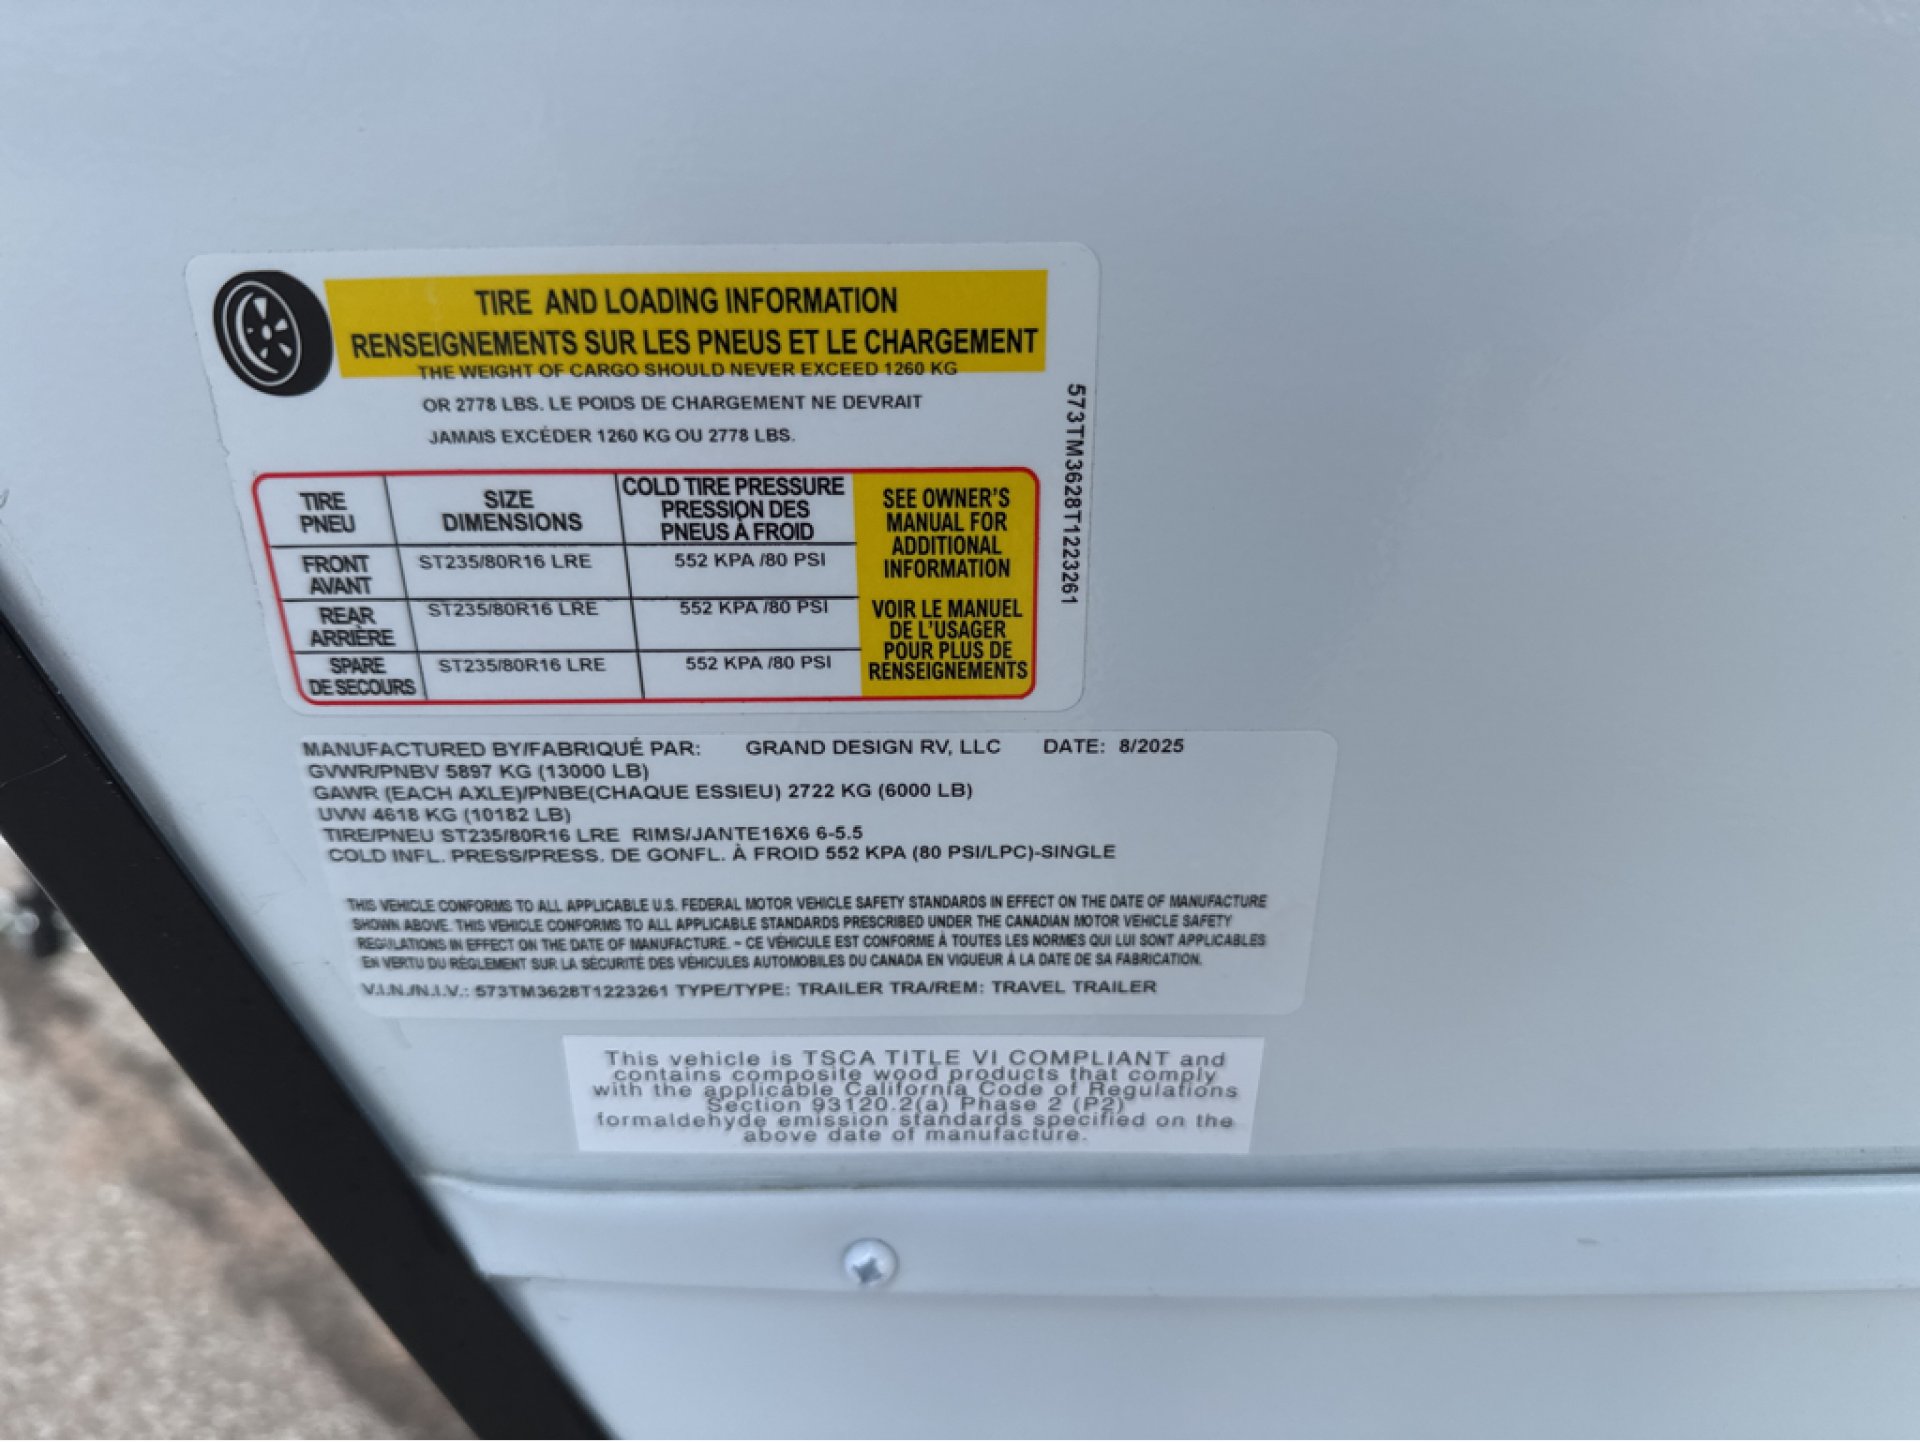 TIRE AND LOADING INFORMATION
RENSEIGNEMENTS SUR LES PNEUS ET LE CHARGEMENT
THE WEIGHT OF CARGO SHOULD NEVER EXCEED 1260 KG
OR 2778 LBS. LE POIDS DE CHARGEMENT NE DEVRAIT
JAMAIS EXCÉDER 1260 KG OU 2778 LBS.
TIRE
PNEU
SIZE
DIMENSIONS
COLD TIRE PRESSURE
PRESSION DES
PNEUS À FROID
FRONT
AVANT
ST235/80R16 LRE
552 KPA /80 PSI
REAR
ARRIÈRE
ST235/80R16 LRE
552 KPA /80 PSI
SPARE
DE SECOURS
ST235/80R16 LRE
552 KPA /80 PSI
SEE OWNER'S
MANUAL FOR
ADDITIONAL
INFORMATION
VOIR LE MANUEL
DE L'USAGER
POUR PLUS DE
RENSEIGNEMENTS
573TM3628T1223261
MANUFACTURED BY/FABRIQUÉ PAR: GRAND DESIGN RV, LLC DATE: 8/2025
GVWR/PNBV 5897 KG (13000 LB)
GAWR (EACH AXLE)/PNBE(CHAQUE ESSIEU) 2722 KG (6000 LB)
UVW 4618 KG (10182 LB)
TIRE/PNEU ST235/80R16 LRE RIMS/JANTE16X6 6-5.5
COLD INFL. PRESS/PRESS. DE GONFL. À FROID 552 KPA (80 PSI/LPC)-SINGLE
THIS VEHICLE CONFORMS TO ALL APPLICABLE U.S. FEDERAL MOTOR VEHICLE SAFETY STANDARDS IN EFFECT ON THE DATE OF MANUFACTURE
SHOWN ABOVE. THIS VEHICLE CONFORMS TO ALL APPLICABLE STANDARDS PRESCRIBED UNDER THE CANADIAN MOTOR VEHICLE SAFETY
REGULATIONS IN EFFECT ON THE DATE OF MANUFACTURE. – CE VÉHICULE EST CONFORME À TOUTES LES NORMES QUI LUI SONT APPLICABLES
EN VERTU DU RÈGLEMENT SUR LA SÉCURITÉ DES VÉHICULES AUTOMOBILES DU CANADA EN VIGUEUR À LA DATE DE SA FABRICATION.
V.I.N./N.I.V.: 573TM3628T1223261 TYPE/TYPE: TRAILER TRA/REM: TRAVEL TRAILER
This vehicle is TSCA TITLE VI COMPLIANT and
contains composite wood products that comply
with the applicable California Code of Regulations
Section 93120.2(a) Phase 2 (P2)
formaldehyde emission standards specified on the
above date of manufacture.